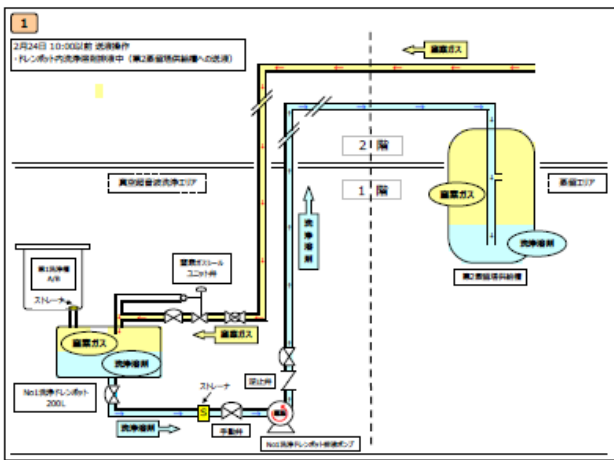 1
2月24日 10:00以前 送液操作
・ドレンポット内洗浄溶剤排液中（第2蒸留塔供給槽への送液）
窒素ガス
2 階
真空超音波洗浄エリア
蒸留エリア
1 階
窒素ガス
洗浄溶剤
洗浄溶剤
第2蒸留塔供給槽
第1洗浄槽
A/B
ストレーナ
窒素ガスシール
ユニット弁
窒素ガス
窒素ガス
洗浄溶剤
逆止弁
No1洗浄ドレンポット
200L
ストレーナ
S
洗浄溶剤
手動弁
No1洗浄ドレンポット移送ポンプ